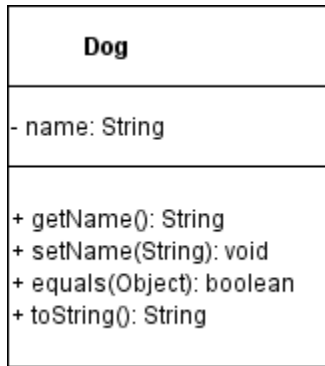 Dog
- name: String
+ getName(): String
+ setName(String): void
+ equals(Object): boolean
+ toString(): String